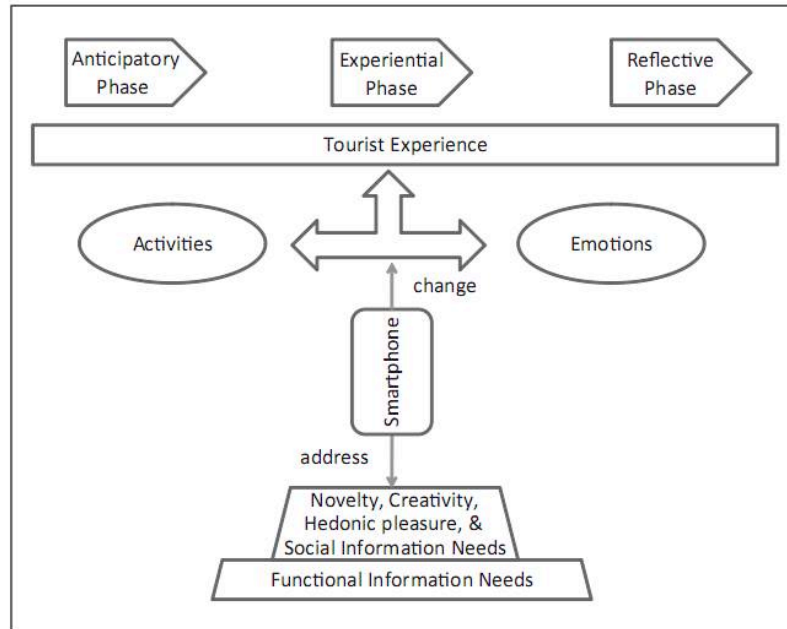 Anticipatory
Phase
Experiential
Phase
Reflective
Phase
Tourist Experience
Activities
Emotions
change
Smartphone
address
Novelty, Creativity,
Hedonic pleasure, &
Social Information Needs
Functional Information Needs